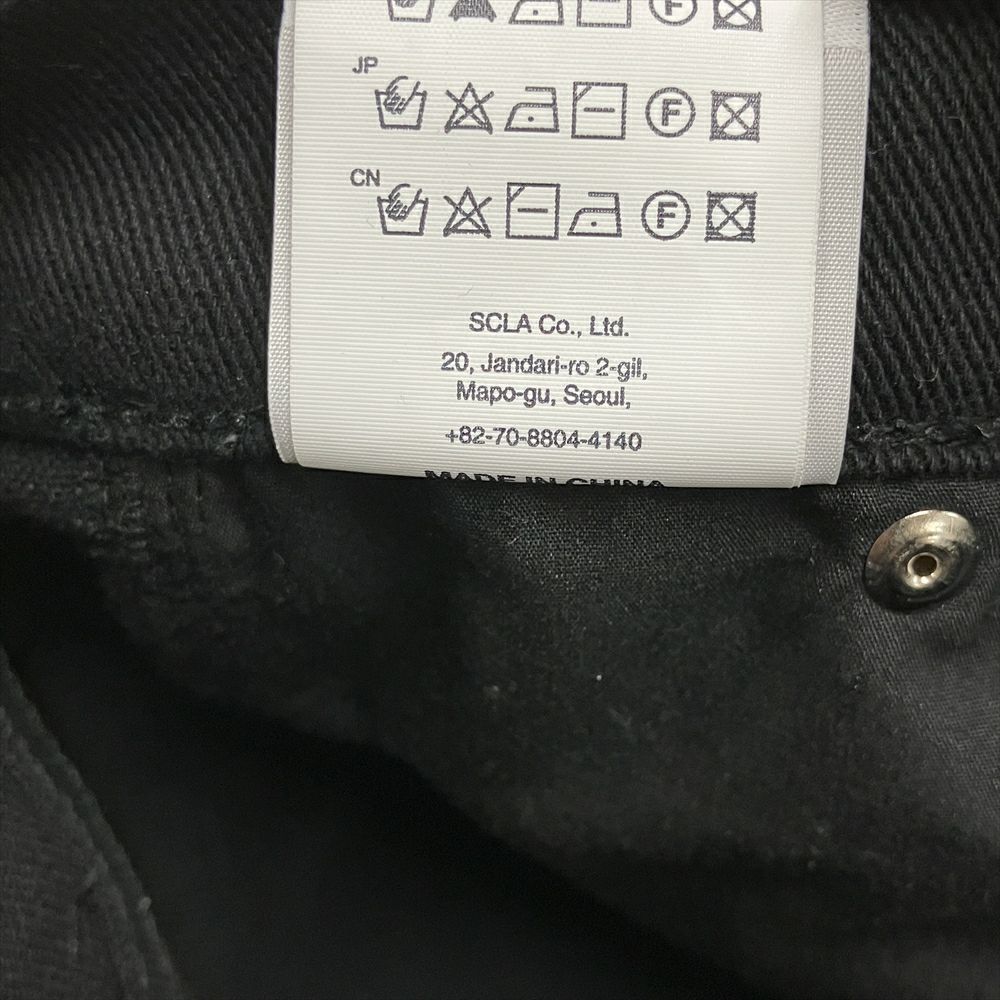 F
JP
F
CN
F
SCLA Co., Ltd.
20, Jandari-ro 2-gil,
Mapo-gu, Seoul,
+82-70-8804-4140
MADE IN CHINA